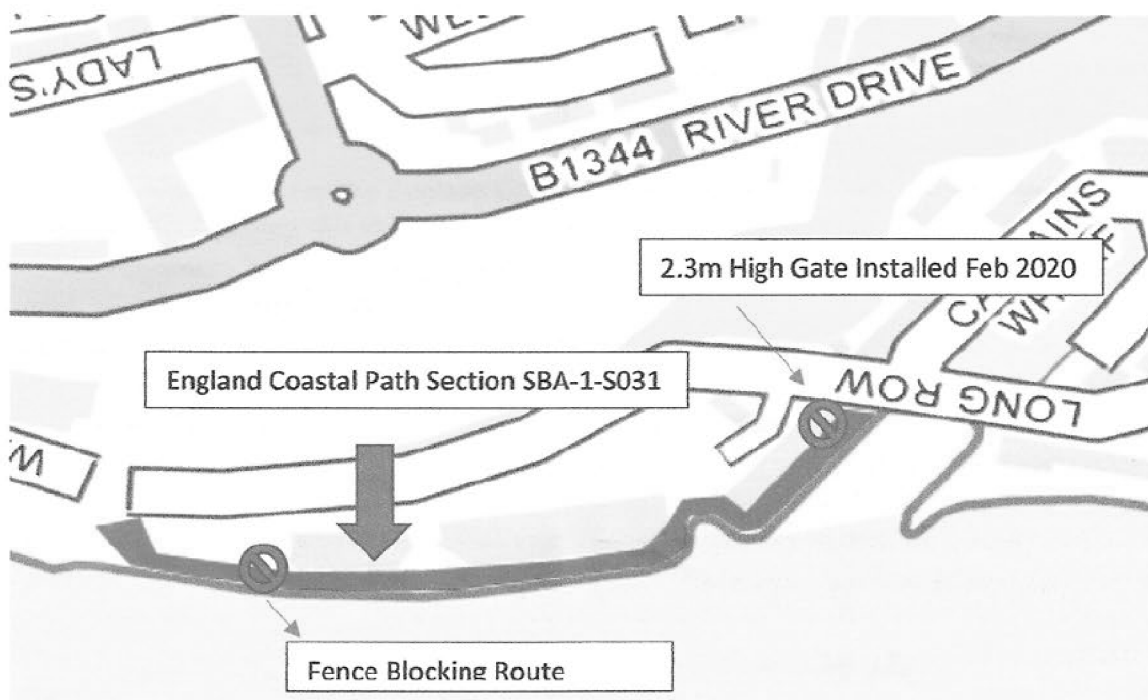 LADY'S
B1344 RIVER DRIVE
2.3m High Gate Installed Feb 2020
England Coastal Path Section SBA-1-S031
LONG ROW
Fence Blocking Route